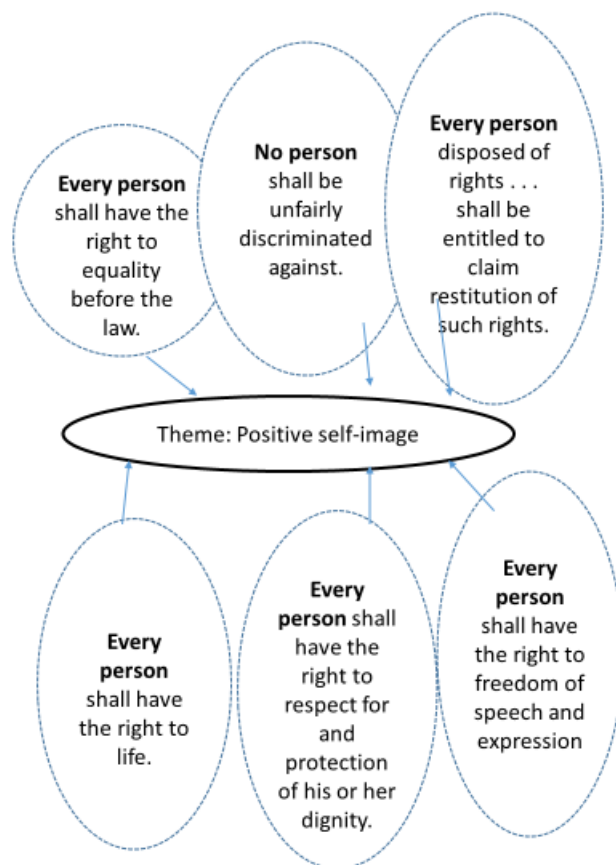 Every person
shall have the
right to
equality
before the
law.
No person
shall be
unfairly
discriminated
against.
Every person
disposed of
rights . . .
shall be
entitled to
claim
restitution of
such rights.
Theme: Positive self-image
Every
person
shall have
the right to
life.
Every
person shall
have the
right to
respect for
and
protection
of his or her
dignity.
Every
person
shall have
the right to
freedom of
speech and
expression